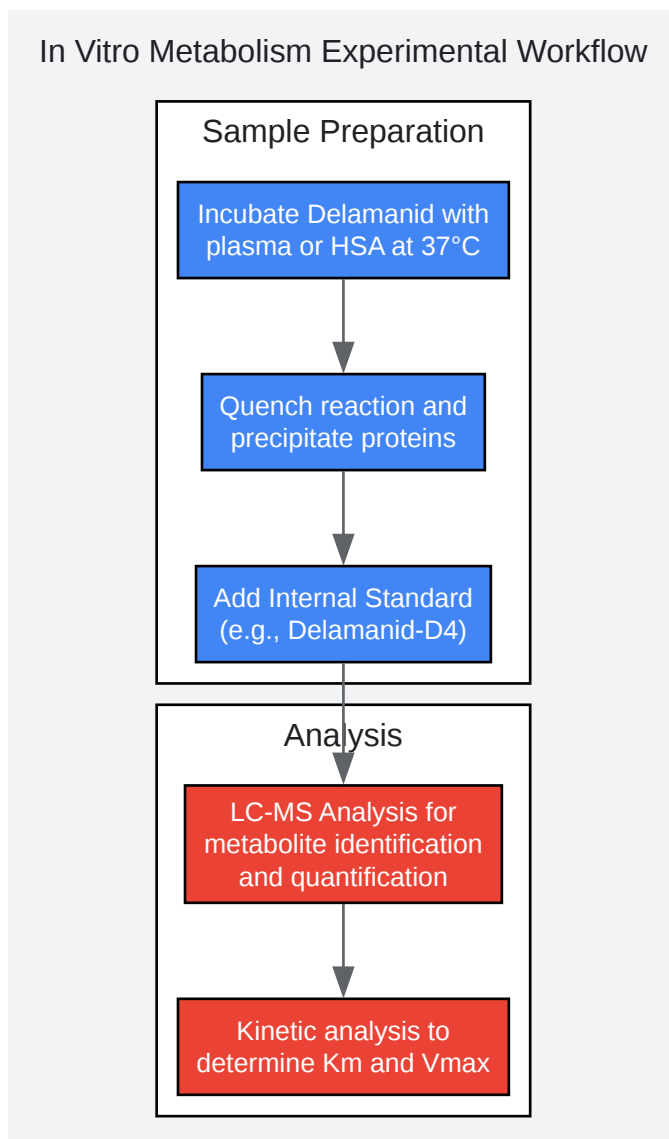 In Vitro Metabolism Experimental Workflow
Sample Preparation
Incubate Delamanid with
plasma or HSA at 37°C
Quench reaction and
precipitate proteins
Add Internal Standard
(e.g., Delamanid-D4)
Analysis
LC-MS Analysis for
metabolite identification
and quantification
Kinetic analysis to
determine Km and Vmax